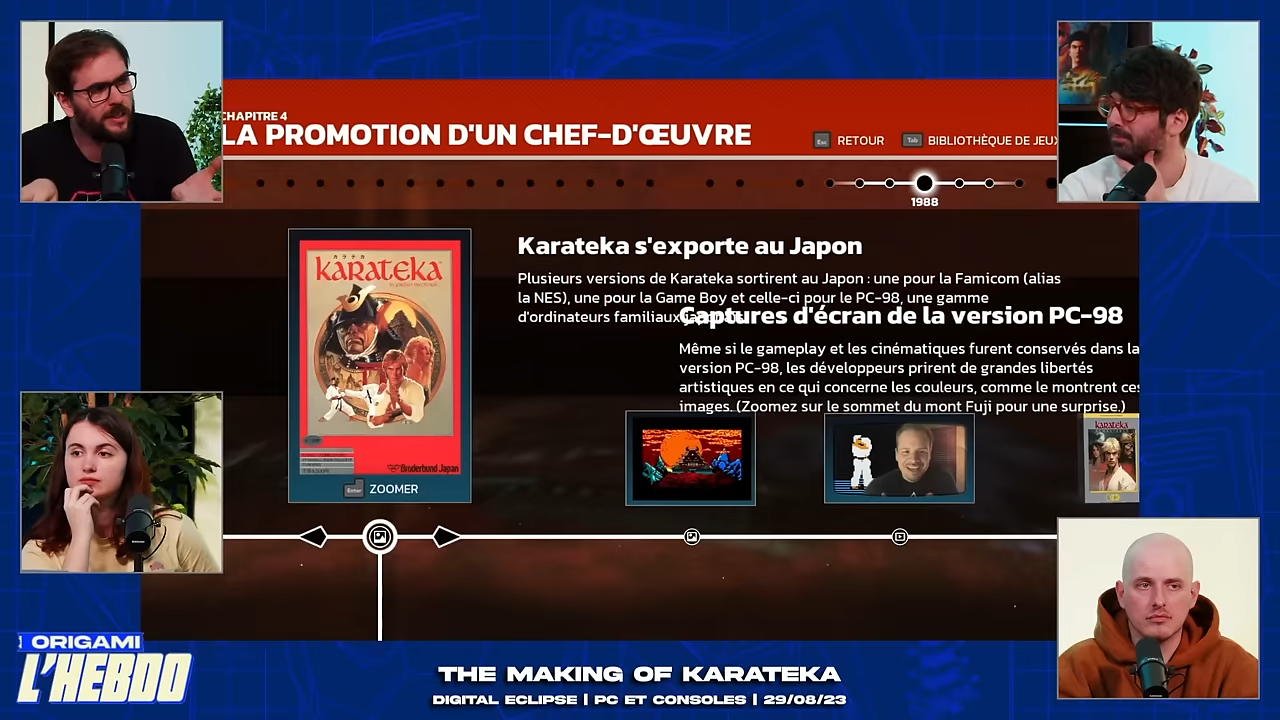 CHAPITRE 4
LA PROMOTION D'UN CHEF-D'ŒUVRE
Esc RETOUR
Tab BIBLIOTHÈQUE DE JEUX
1988
Karateka s'exporte au Japon
Plusieurs versions de Karateka sortirent au Japon : une pour la Famicom (alias
la NES), une pour la Game Boy et celle-ci pour le PC-98, une gamme
d'ordinateurs familiaux
Captures d'écran de la version PC-98
Même si le gameplay et les cinématiques furent conservés dans la
version PC-98, les développeurs prirent de grandes libertés
artistiques en ce qui concerne les couleurs, comme le montrent ces
images. (Zoomez sur le sommet du mont Fuji pour une surprise.)
カラテカ
KARATEKA
Brøderbund Japan
Enter ZOOMER
KARATEKA
ORIGAMI
L'HEBDO
THE MAKING OF KARATEKA
DIGITAL ECLIPSE | PC ET CONSOLES | 29/08/23